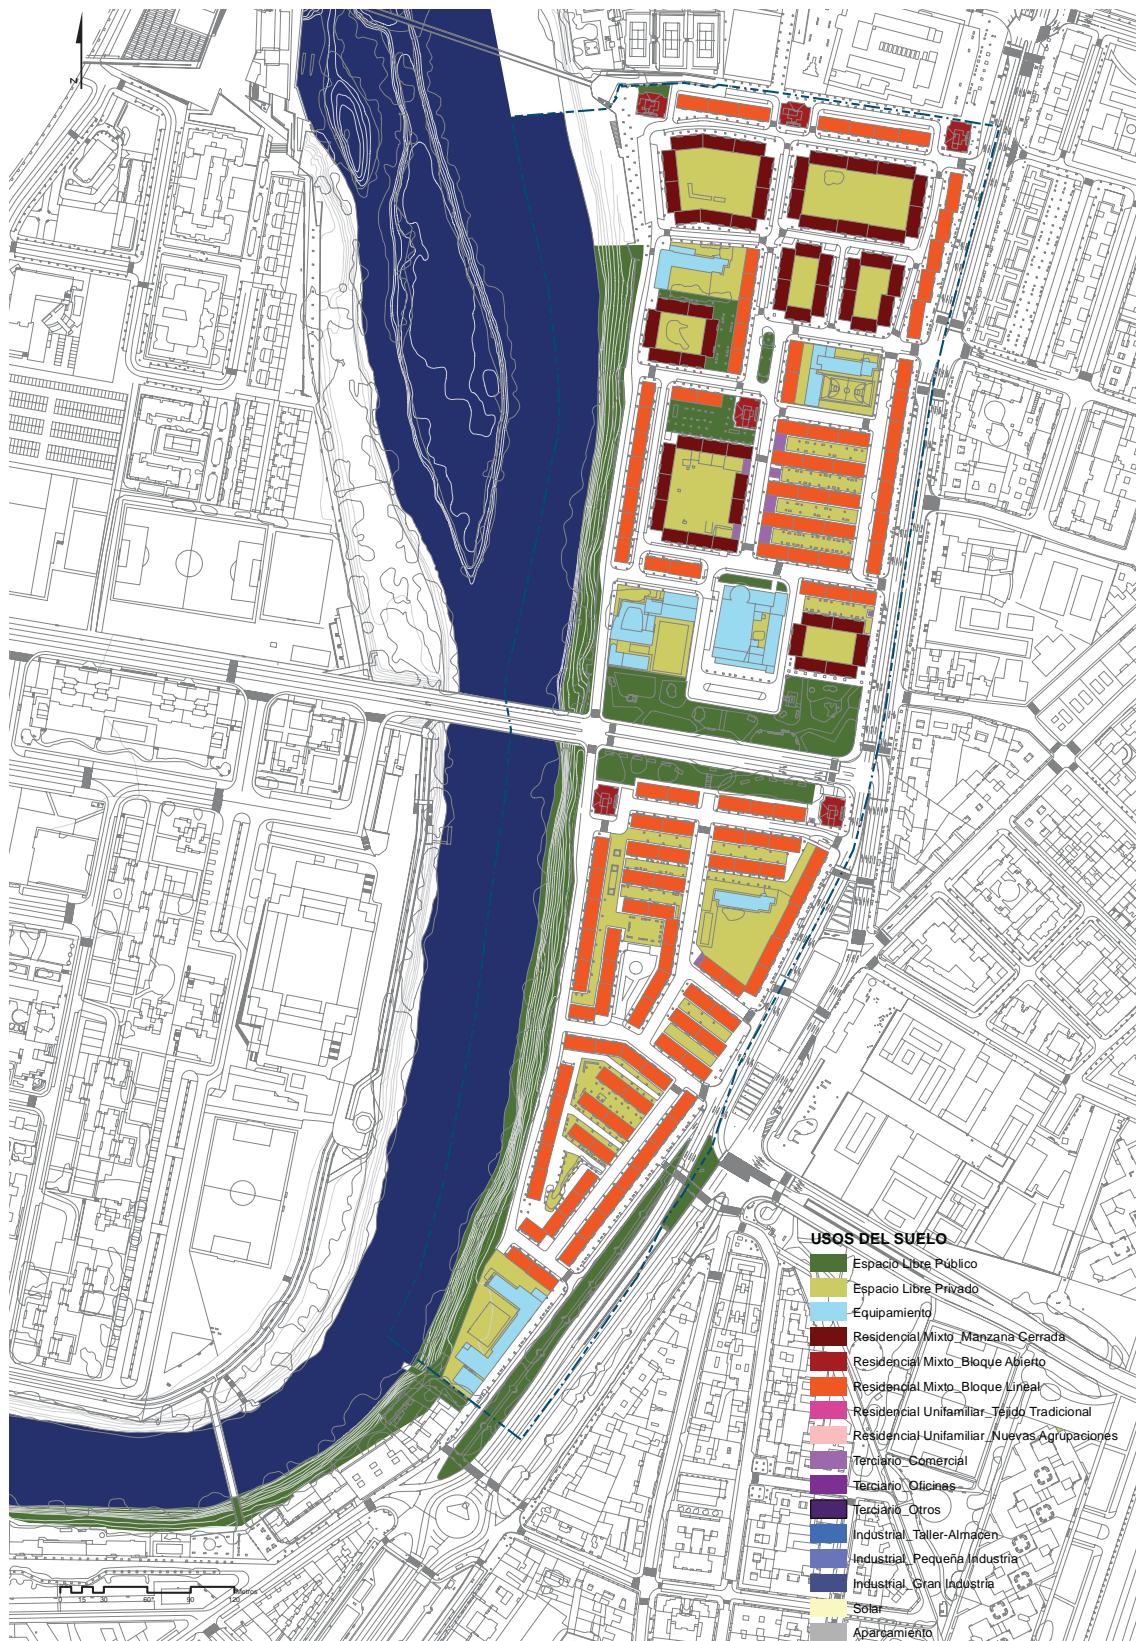 N
USOS DEL SUELO
Espacio Libre Público
Espacio Libre Privado
Equipamiento
Residencial Mixto_Manzana Cerrada
Residencial Mixto_Bloque Abierto
Residencial Mixto_Bloque Lineal
Residencial Unifamiliar_Tejido Tradicional
Residencial Unifamiliar_Nuevas Agrupaciones
Terciario_Comercial
Terciario_Oficinas
Terciario_Otros
Industrial_Taller-Almacen
Industrial_Pequeña Industria
Industrial_Gran Industria
Solar
Aparcamiento
Metros
0 15 30 60 90 120